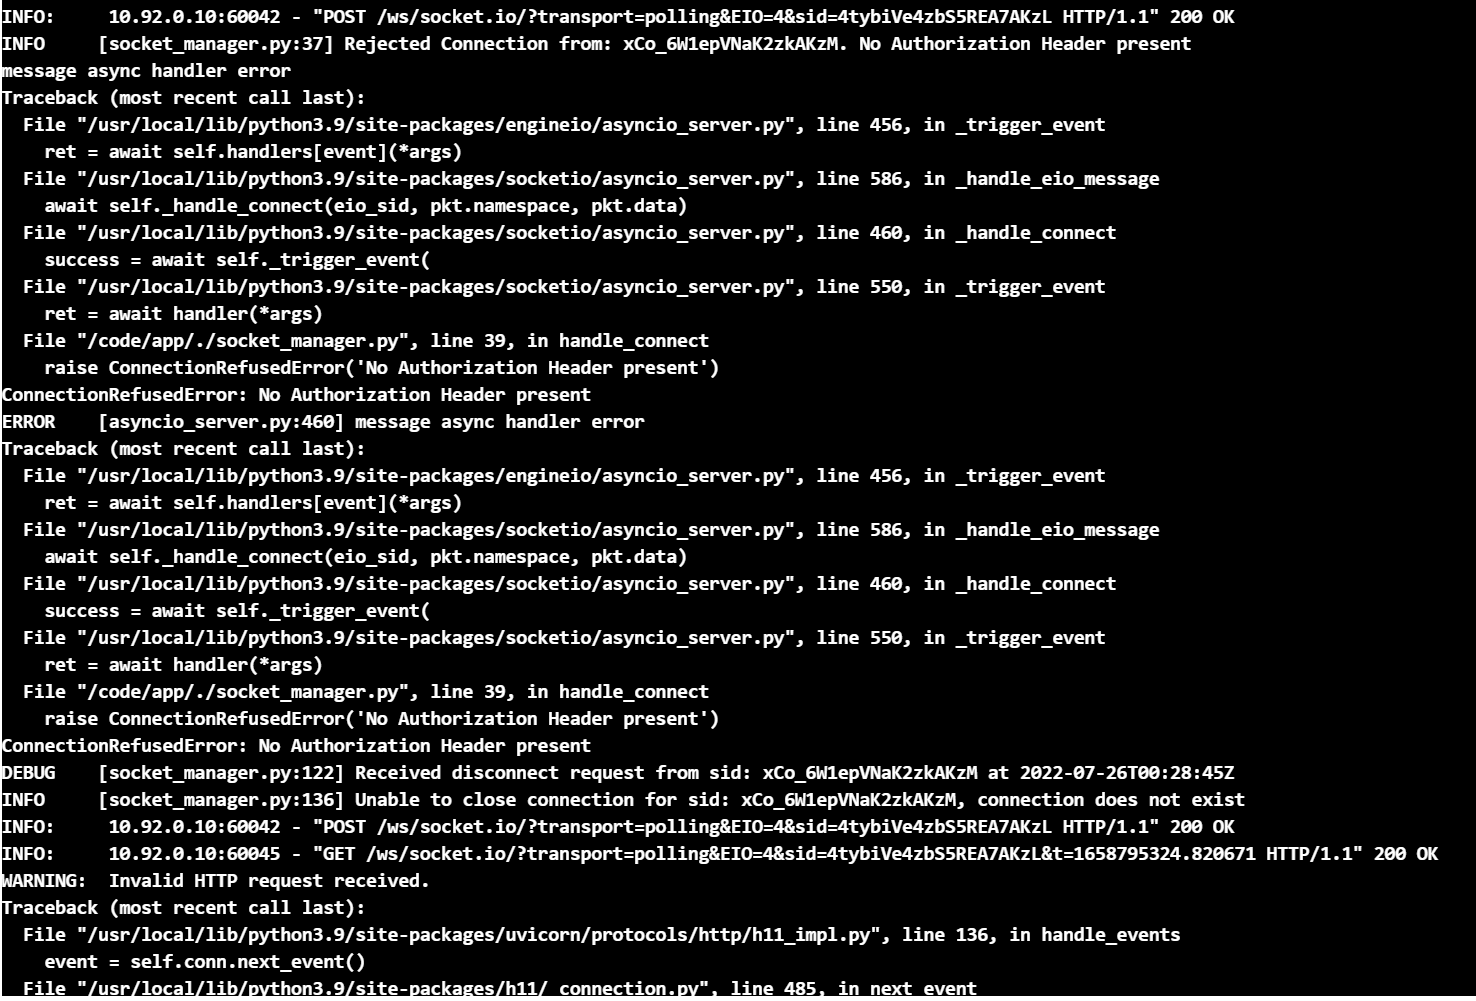 INFO:     10.92.0.10:60042 - "POST /ws/socket.io/?transport=polling&EIO=4&sid=4tybiVe4zbS5REA7AKzL HTTP/1.1" 200 OK
INFO     [socket_manager.py:37] Rejected Connection from: xCo_6W1epVNaK2zkAKzM. No Authorization Header present
message async handler error
Traceback (most recent call last):
  File "/usr/local/lib/python3.9/site-packages/engineio/asyncio_server.py", line 456, in _trigger_event
    ret = await self.handlers[event](*args)
  File "/usr/local/lib/python3.9/site-packages/socketio/asyncio_server.py", line 586, in _handle_eio_message
    await self._handle_connect(eio_sid, pkt.namespace, pkt.data)
  File "/usr/local/lib/python3.9/site-packages/socketio/asyncio_server.py", line 460, in _handle_connect
    success = await self._trigger_event(
  File "/usr/local/lib/python3.9/site-packages/socketio/asyncio_server.py", line 550, in _trigger_event
    ret = await handler(*args)
  File "/code/app/./socket_manager.py", line 39, in handle_connect
    raise ConnectionRefusedError('No Authorization Header present')
ConnectionRefusedError: No Authorization Header present
ERROR    [asyncio_server.py:460] message async handler error
Traceback (most recent call last):
  File "/usr/local/lib/python3.9/site-packages/engineio/asyncio_server.py", line 456, in _trigger_event
    ret = await self.handlers[event](*args)
  File "/usr/local/lib/python3.9/site-packages/socketio/asyncio_server.py", line 586, in _handle_eio_message
    await self._handle_connect(eio_sid, pkt.namespace, pkt.data)
  File "/usr/local/lib/python3.9/site-packages/socketio/asyncio_server.py", line 460, in _handle_connect
    success = await self._trigger_event(
  File "/usr/local/lib/python3.9/site-packages/socketio/asyncio_server.py", line 550, in _trigger_event
    ret = await handler(*args)
  File "/code/app/./socket_manager.py", line 39, in handle_connect
    raise ConnectionRefusedError('No Authorization Header present')
ConnectionRefusedError: No Authorization Header present
DEBUG    [socket_manager.py:122] Received disconnect request from sid: xCo_6W1epVNaK2zkAKzM at 2022-07-26T00:28:45Z
INFO     [socket_manager.py:136] Unable to close connection for sid: xCo_6W1epVNaK2zkAKzM, connection does not exist
INFO:     10.92.0.10:60042 - "POST /ws/socket.io/?transport=polling&EIO=4&sid=4tybiVe4zbS5REA7AKzL HTTP/1.1" 200 OK
INFO:     10.92.0.10:60045 - "GET /ws/socket.io/?transport=polling&EIO=4&sid=4tybiVe4zbS5REA7AKzL&t=1658795324.820671 HTTP/1.1" 200 OK
WARNING:  Invalid HTTP request received.
Traceback (most recent call last):
  File "/usr/local/lib/python3.9/site-packages/uvicorn/protocols/http/h11_impl.py", line 136, in handle_events
    event = self.conn.next_event()
  File "/usr/local/lib/python3.9/site-packages/h11/_connection.py", line 485, in next_event